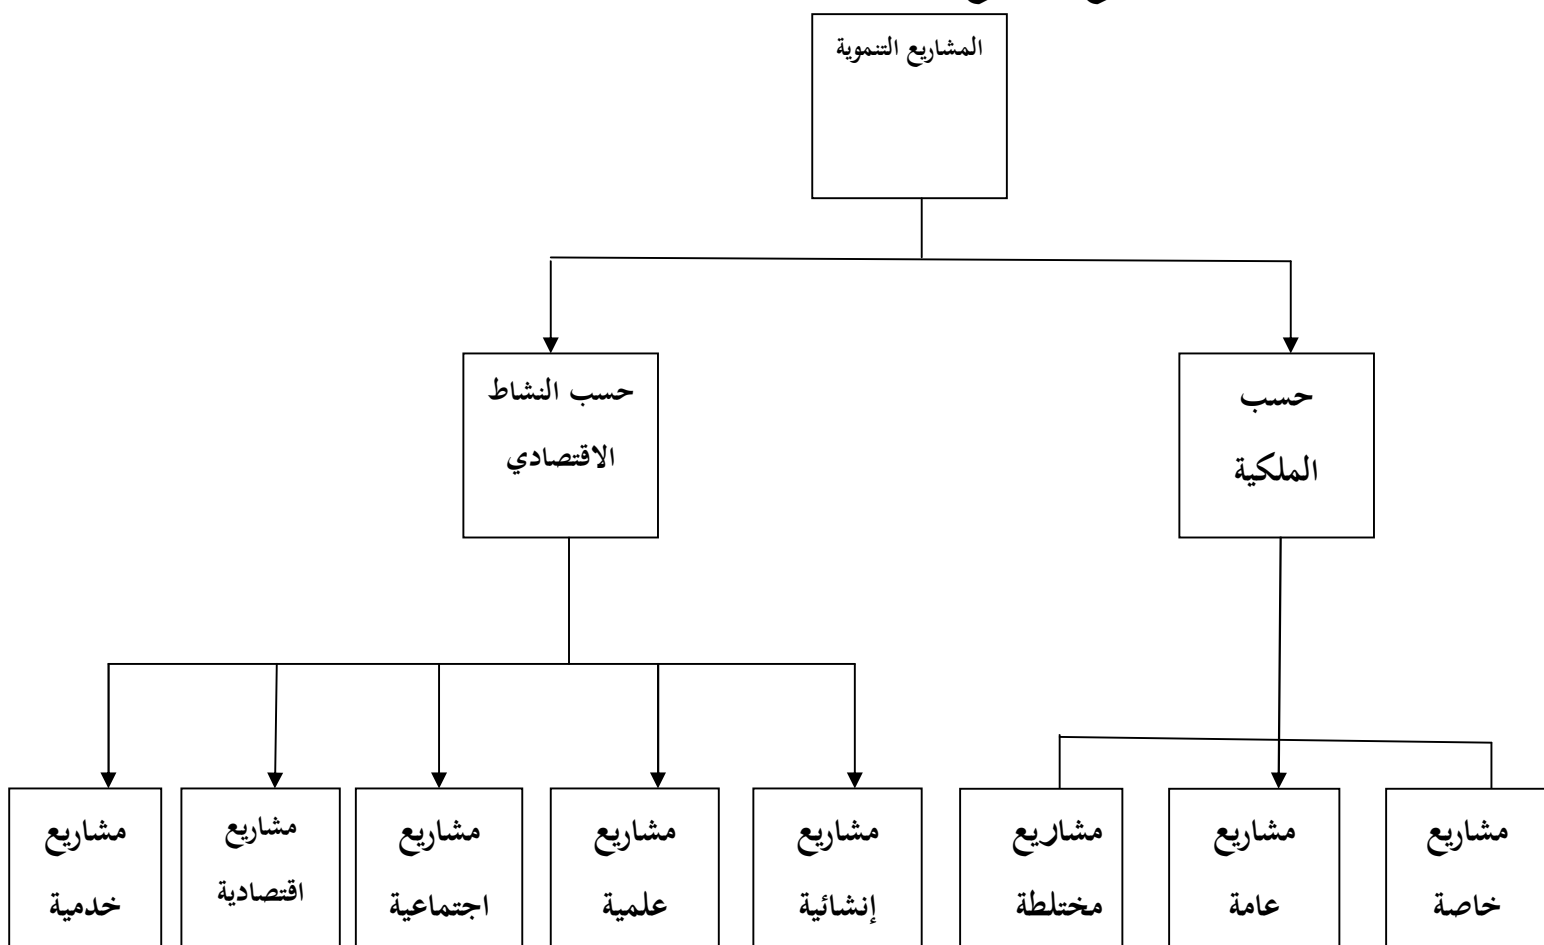 المشاريع التنموية
حسب
الملكية
حسب النشاط
الاقتصادي
مشاريع
خاصة
مشاريع
عامة
مشاريع
مختلطة
مشاريع
إنشائية
مشاريع
علمية
مشاريع
اجتماعية
مشاريع
اقتصادية
مشاريع
خدمية